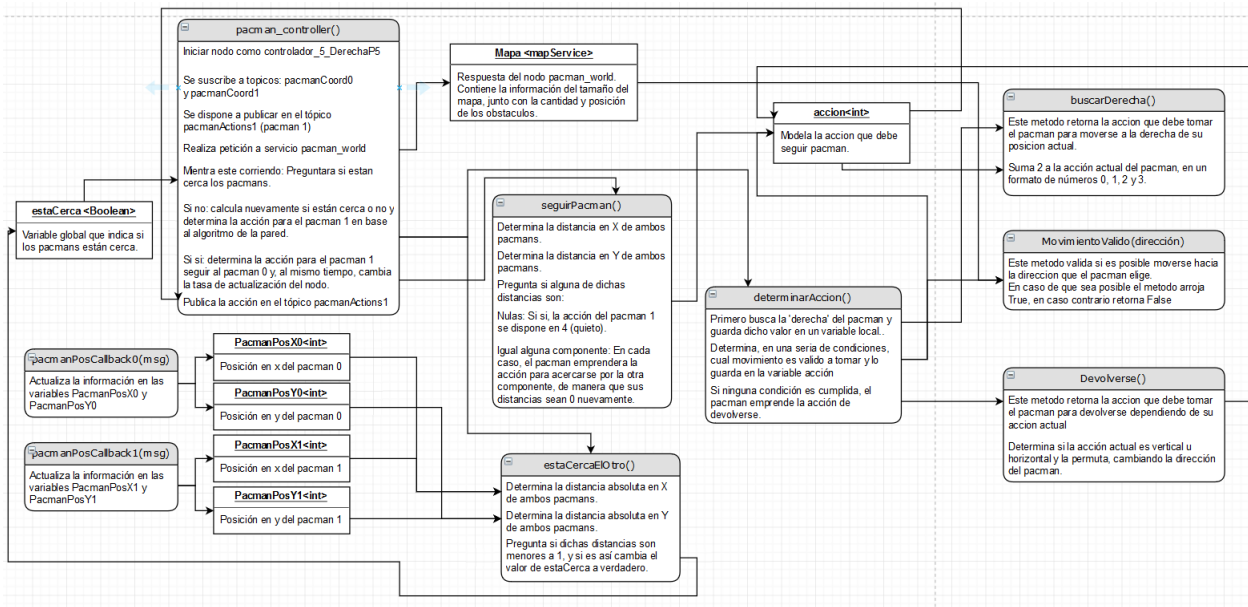 pacman_controller()
Iniciar nodo como controlador_5_DerechaP5
Se suscribe a topicos: pacmanCoord0
y pacmanCoord1
Se dispone a publicar en el tópico
pacmanActions1 (pacman 1)
Realiza petición a servicio pacman_world
Mientra este corriendo: Preguntara si estan
cerca los pacmans.
Si no: calcula nuevamente si están cerca o no y
determina la acción para el pacman 1 en base
al algoritmo de la pared.
Si si: determina la acción para el pacman 1
seguir al pacman 0 y, al mismo tiempo, cambia
la tasa de actualización del nodo.
Publica la acción en el tópico pacmanActions1
Mapa <mapService>
Respuesta del nodo pacman_world.
Contiene la información del tamaño del
mapa, junto con la cantidad y posición
de los obstaculos.
accion<int>
Modela la accion que debe
seguir pacman.
buscarDerecha()
Este metodo retorna la accion que debe tomar
el pacman para moverse a la derecha de su
posicion actual.
Suma 2 a la acción actual del pacman, en un
formato de números 0, 1, 2 y 3.
estaCerca <Boolean>
Variable global que indica si
los pacmans están cerca.
seguirPacman()
Determina la distancia en X de ambos
pacmans.
Determina la distancia en Y de ambos
pacmans.
Pregunta si alguna de dichas
distancias son:
Nulas: Si si, la acción del pacman 1
se dispone en 4 (quieto).
Igual alguna componente: En cada
caso, el pacman emprenderá la
acción para acercarse por la otra
componente, de manera que sus
distancias sean 0 nuevamente.
MovimientoValido(dirección)
Este metodo valida si es posible moverse hacia
la direccion que el pacman elige.
En caso de que sea posible el metodo arroja
True, en caso contrario retorna False
determinarAccion()
Primero busca la 'derecha' del pacman y
guarda dicho valor en un variable local..
Determina, en una seria de condiciones,
cual movimiento es valido a tomar y lo
guarda en la variable acción
Si ninguna condición es cumplida, el
pacman emprende la acción de
devolverse.
Devolverse()
Este metodo retorna la accion que debe tomar
el pacman para devolverse dependiendo de su
accion actual
Determina si la acción actual es vertical u
horizontal y la permuta, cambiando la dirección
del pacman.
pacmanPosCallback0(msg)
Actualiza la información en las
variables PacmanPosX0 y
PacmanPosY0
PacmanPosX0<int>
Posición en x del pacman 0
PacmanPosY0<int>
Posición en y del pacman 0
pacmanPosCallback1(msg)
Actualiza la información en las
variables PacmanPosX1 y
PacmanPosY1
PacmanPosX1<int>
Posición en x del pacman 1
PacmanPosY1<int>
Posición en y del pacman 1
estaCercaElOtro()
Determina la distancia absoluta en X
de ambos pacmans.
Determina la distancia absoluta en Y
de ambos pacmans.
Pregunta si dichas distancias son
menores a 1, y si es así cambia el
valor de estaCerca a verdadero.